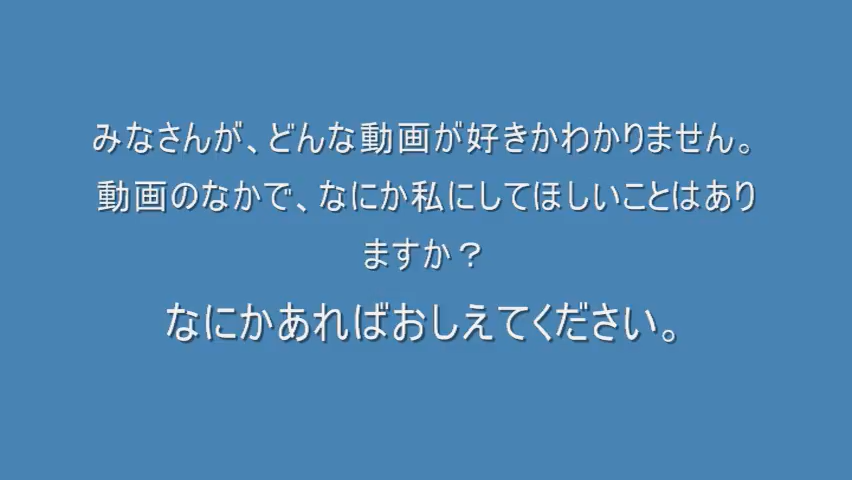 みなさんが、どんな動画が好きかわかりません。
動画のなかで、なにか私にしてほしいことはあり
ますか？
なにかあればおしえてください。